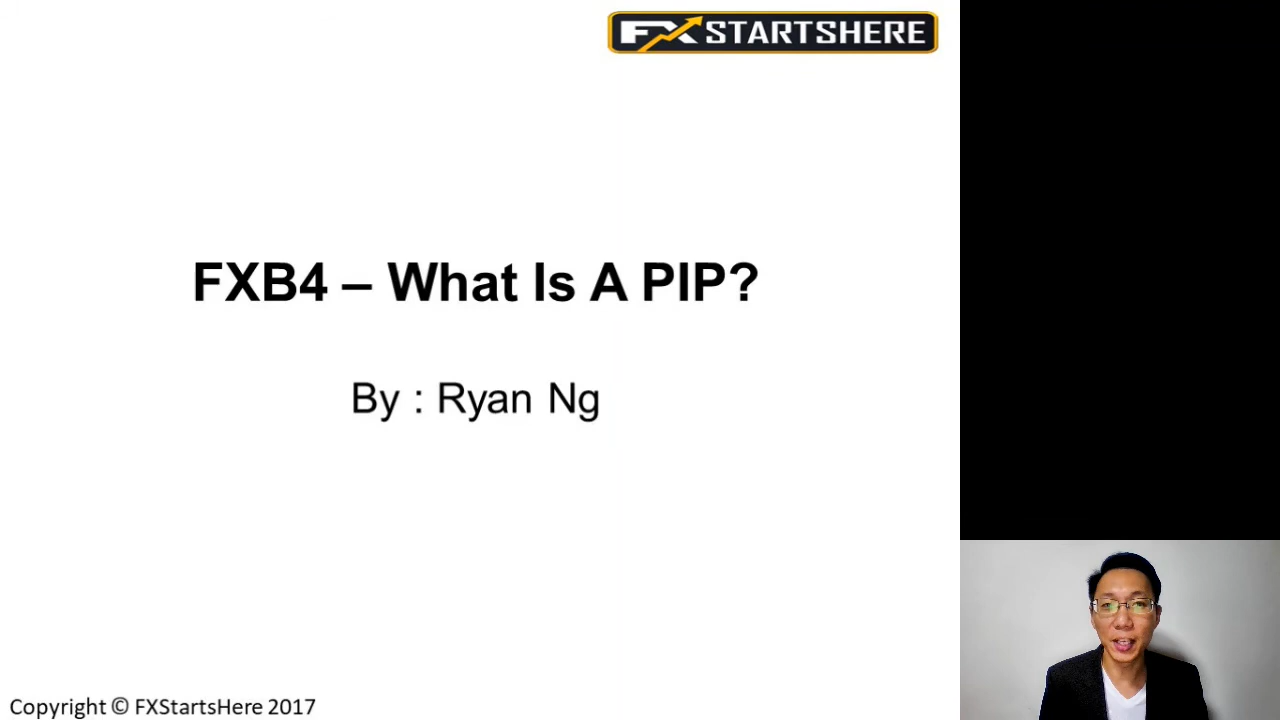 FXSTARTSHERE
FXB4 – What Is A PIP?
By : Ryan Ng
Copyright © FXStartsHere 2017